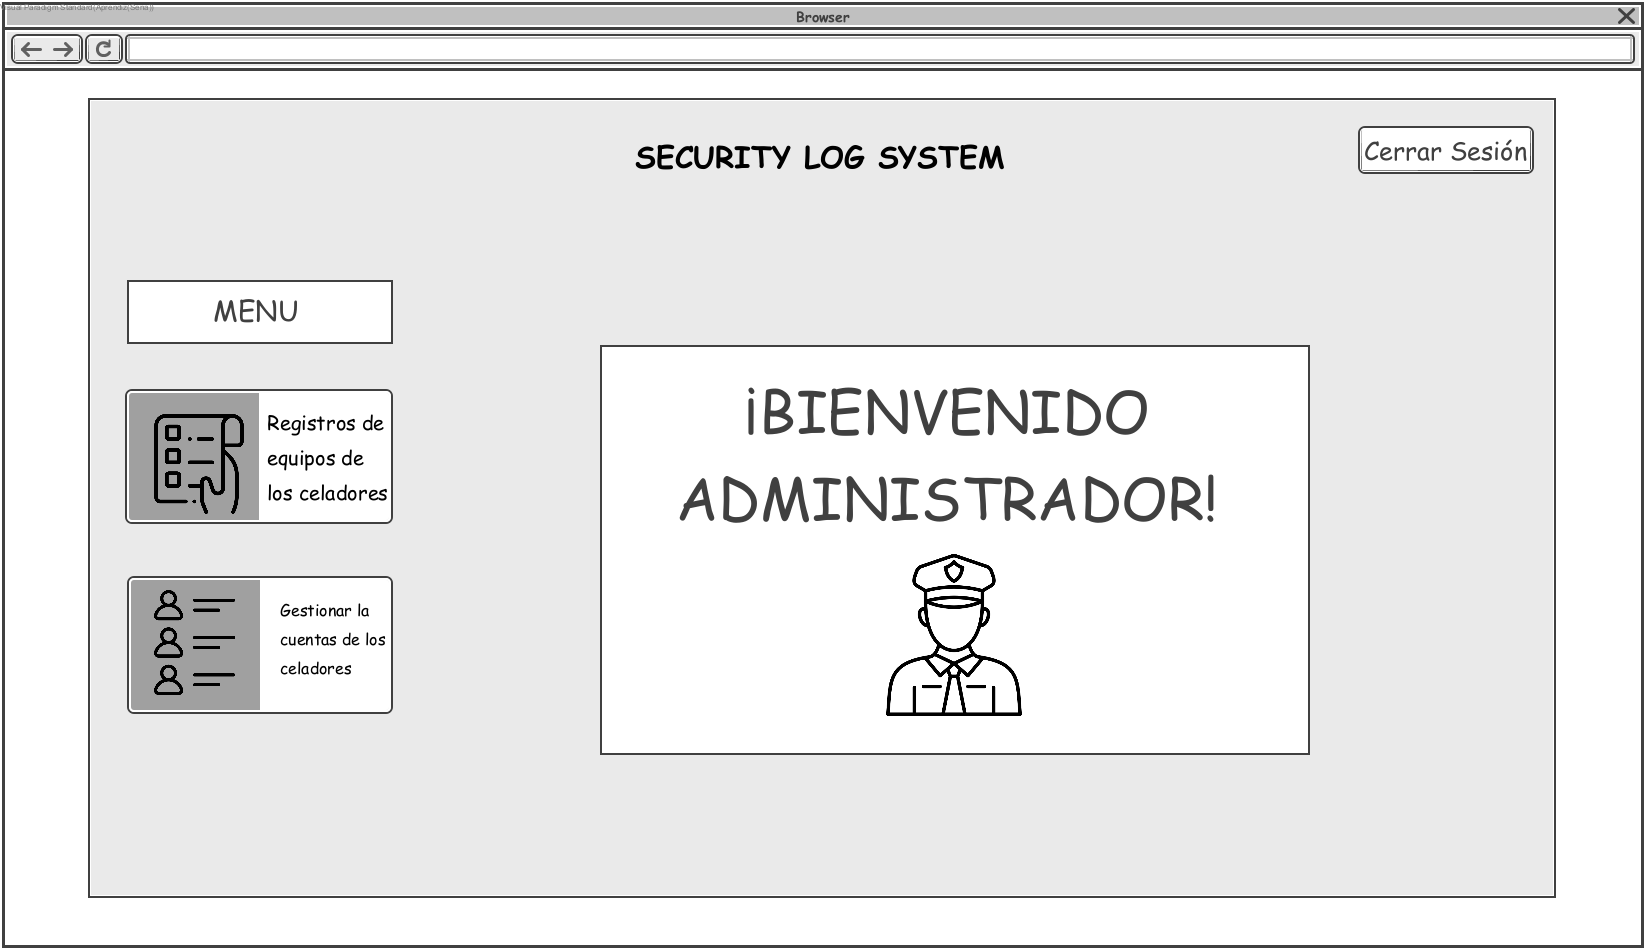 Visual Paradigm Standard(Aprendiz(Sena))
Browser
SECURITY LOG SYSTEM
Cerrar Sesión
MENU
Registros de
equipos de
los celadores
Gestionar la
cuentas de los
celadores
¡BIENVENIDO
ADMINISTRADOR!